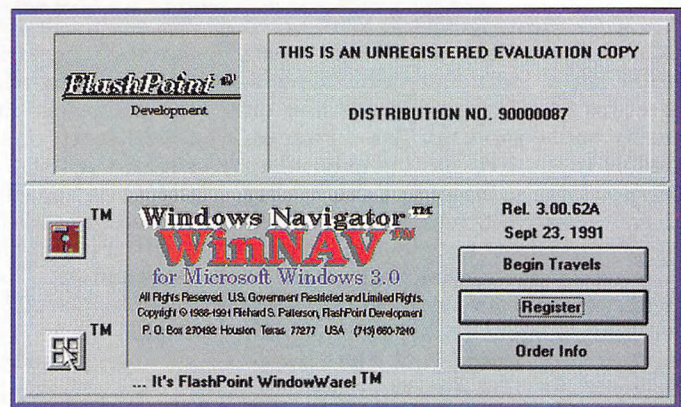 FlashPoint
Development
THIS IS AN UNREGISTERED EVALUATION COPY
DISTRIBUTION NO. 90000087
TM
Windows Navigator™
WinNAV™
for Microsoft Windows 3.0
All Rights Reserved. U.S. Government Restricted and Limited Rights.
Copyright © 1988-1991 Richard S. Patterson, FlashPoint Development
P. O. Box 270492 Houston Texas 77277 USA (713) 660-7240
TM
... It's FlashPoint WindowWare! TM
Rel. 3.00.62A
Sept 23, 1991
Begin Travels
Register
Order Info